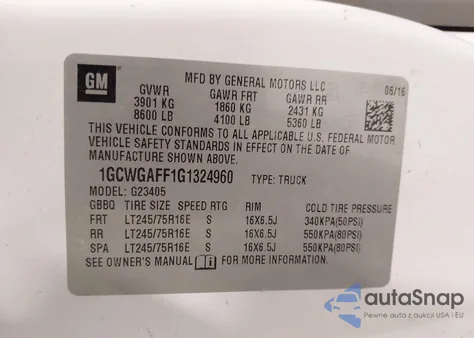 GM
MFD BY GENERAL MOTORS LLC
06/16
GVWR GAWR FRT GAWR RR
3901 KG 1860 KG 2431 KG
8600 LB 4100 LB 5360 LB
THIS VEHICLE CONFORMS TO ALL APPLICABLE U.S. FEDERAL MOTOR
VEHICLE SAFETY STANDARDS IN EFFECT ON THE DATE OF
MANUFACTURE SHOWN ABOVE.
1GCWGAFF1G1324960 TYPE: TRUCK
MODEL: G23405
GBBQ TIRE SIZE SPEED RTG RIM COLD TIRE PRESSURE
FRT LT245/75R16E S 16X6.5J 340KPA(50PSI)
RR LT245/75R16E S 16X6.5J 550KPA(80PSI)
SPA LT245/75R16E S 16X6.5J 550KPA(80PSI)
SEE OWNER'S MANUAL FOR MORE INFORMATION
autoSnap
Pewne auta z aukcji USA i EU